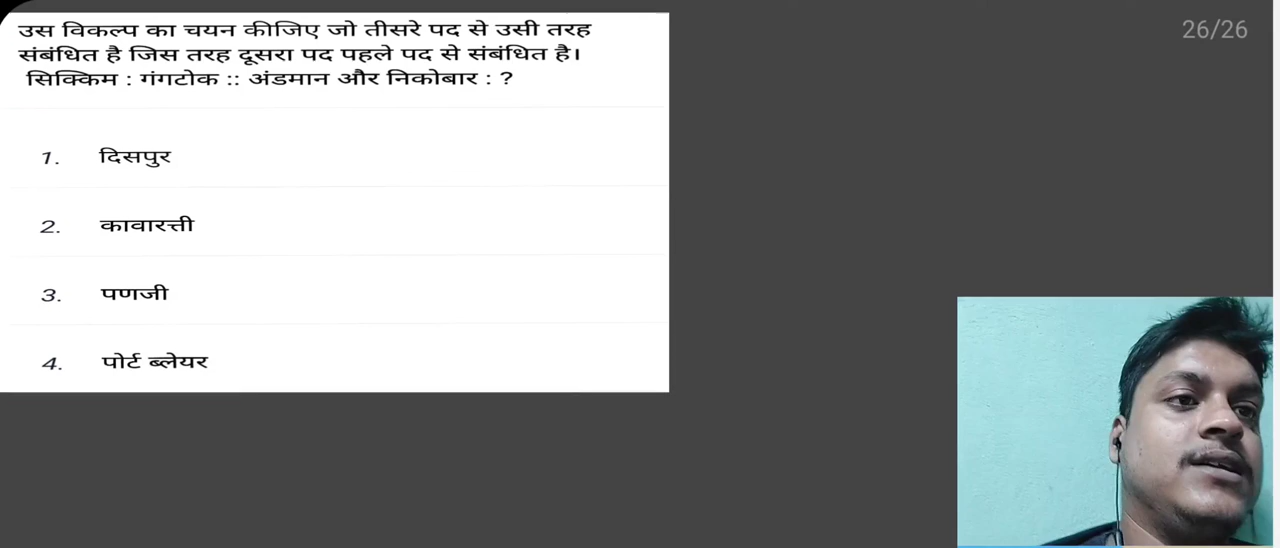 उस विकल्प का चयन कीजिए जो तीसरे पद से उसी तरह
संबंधित है जिस तरह दूसरा पद पहले पद से संबंधित है।
सिक्किम : गंगटोक :: अंडमान और निकोबार : ?
1. दिसपुर
2. कावारत्ती
3. पणजी
4. पोर्ट ब्लेयर
26/26